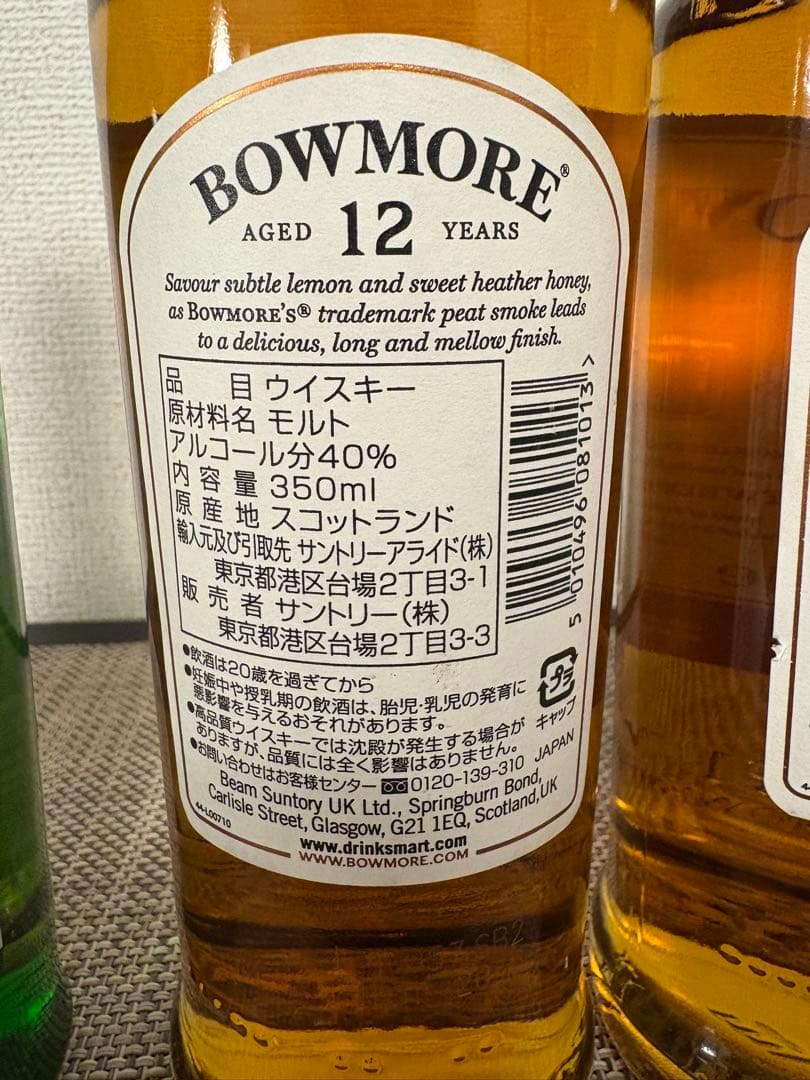 BOWMORE®
AGED 12 YEARS
Savour subtle lemon and sweet heather honey,
as BOWMORE'S® trademark peat smoke leads
to a delicious, long and mellow finish.
品 目 ウイスキー
原材料名 モルト
アルコール分40%
内容量 350ml
原産地 スコットランド
輸入元及び引取先 サントリーアライド(株)
東京都港区台場2丁目3-1
販売者 サントリー(株)
東京都港区台場2丁目3-3
5 010496 081013 >
●飲酒は20歳を過ぎてから
●妊娠中や授乳期の飲酒は、胎児・乳児の発育に
悪影響を与えるおそれがあります。
●高品質ウイスキーでは沈殿が発生する場合が
ありますが、品質には全く影響はありません。
●お問い合わせはお客様センター 0120-139-310
プラ
キャップ
JAPAN
Beam Suntory UK Ltd., Springburn Bond,
Carlisle Street, Glasgow, G21 1EQ, Scotland,UK
44-L00710
www.drinksmart.com
WWW.BOWMORE.COM